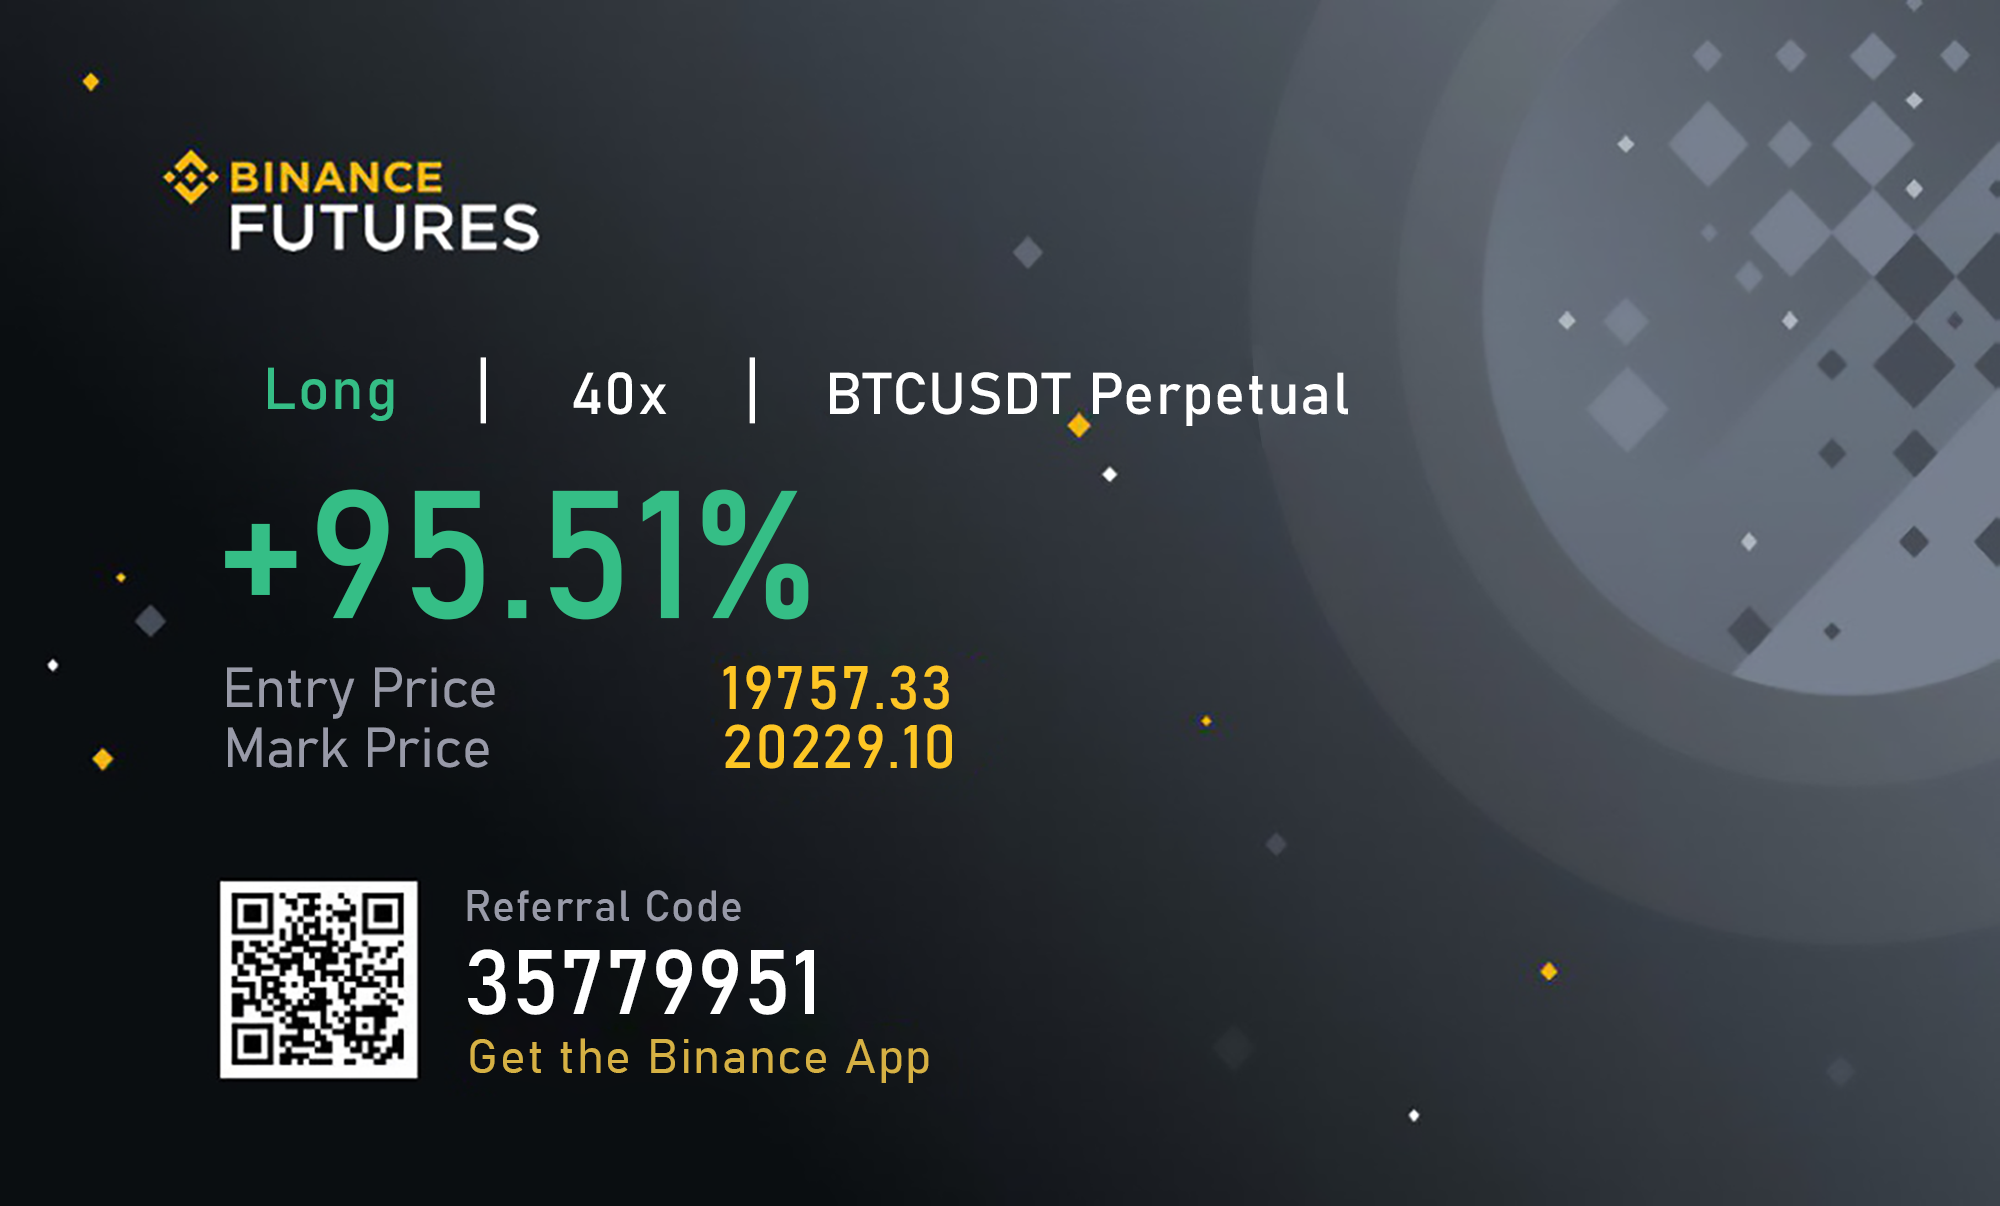 BINANCE
FUTURES
Long | 40x | BTCUSDT Perpetual
+95.51%
Entry Price 19757.33
Mark Price 20229.10
Referral Code
35779951
Get the Binance App